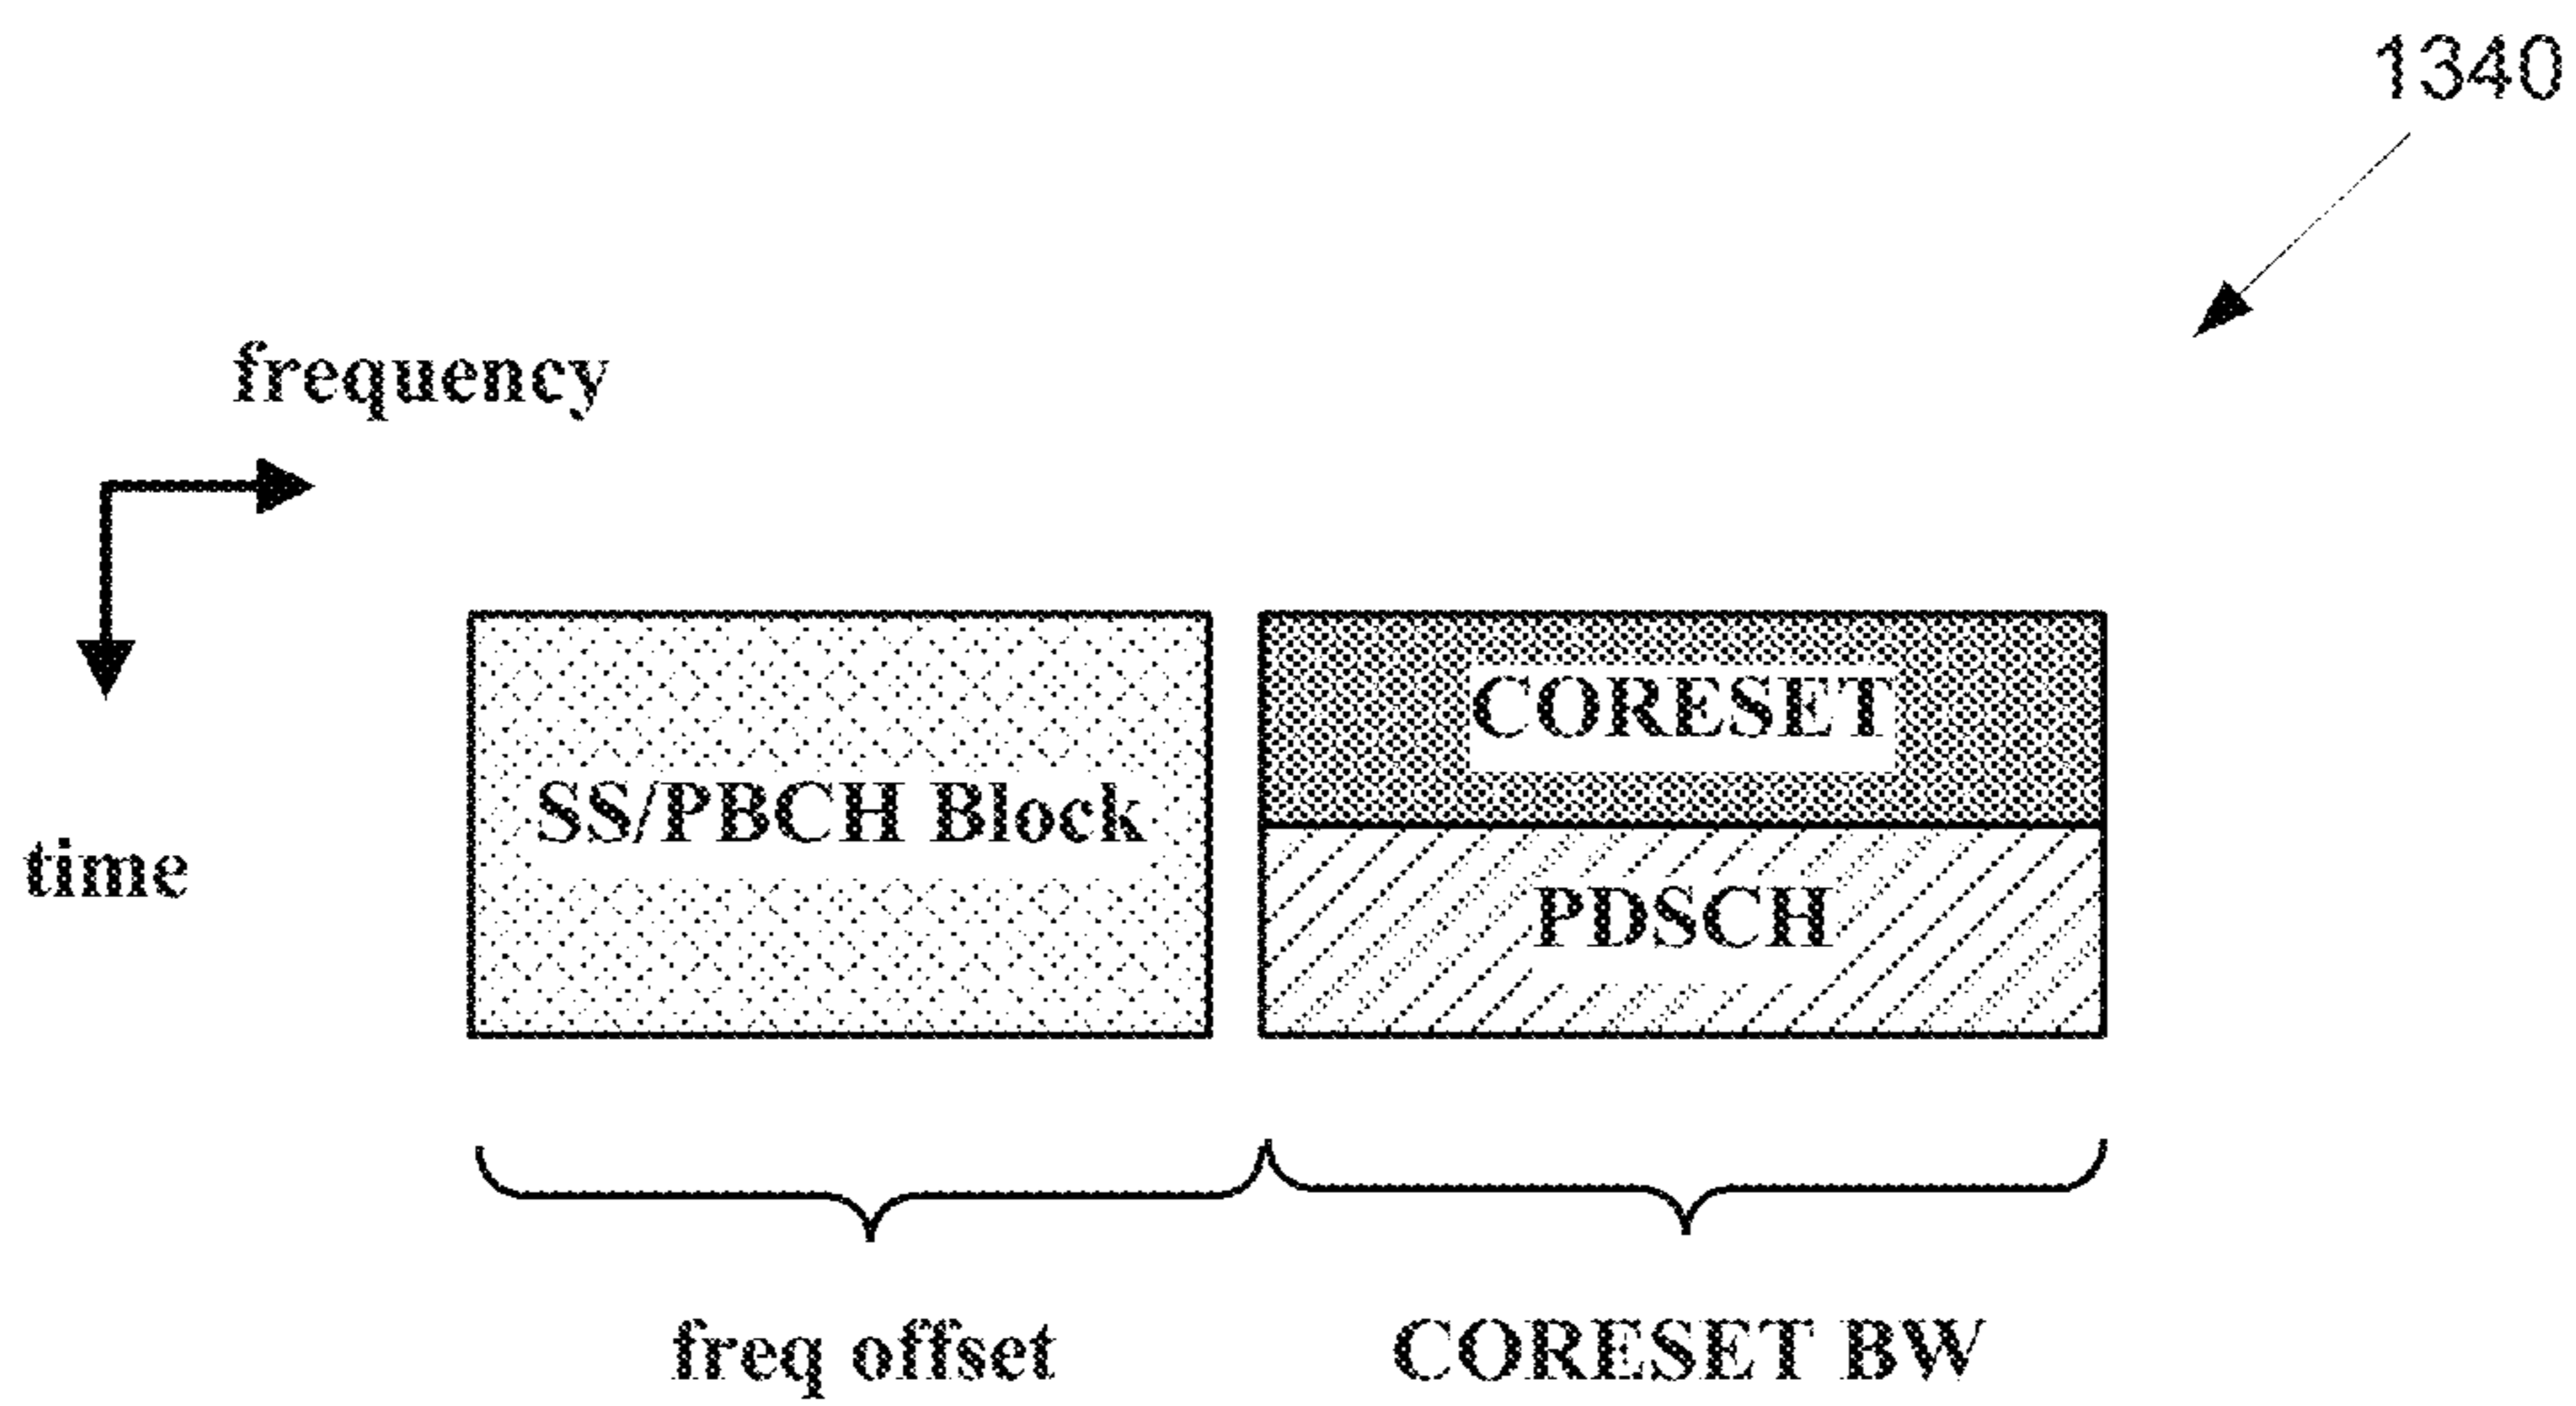 1340
frequency
time
SS/PBCH Block
CORESET
PDSCH
freq offset
CORESET BW